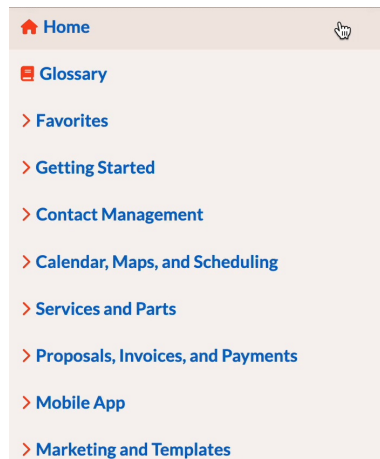 Home
Glossary
Favorites
Getting Started
Contact Management
Calendar, Maps, and Scheduling
Services and Parts
Proposals, Invoices, and Payments
Mobile App
Marketing and Templates